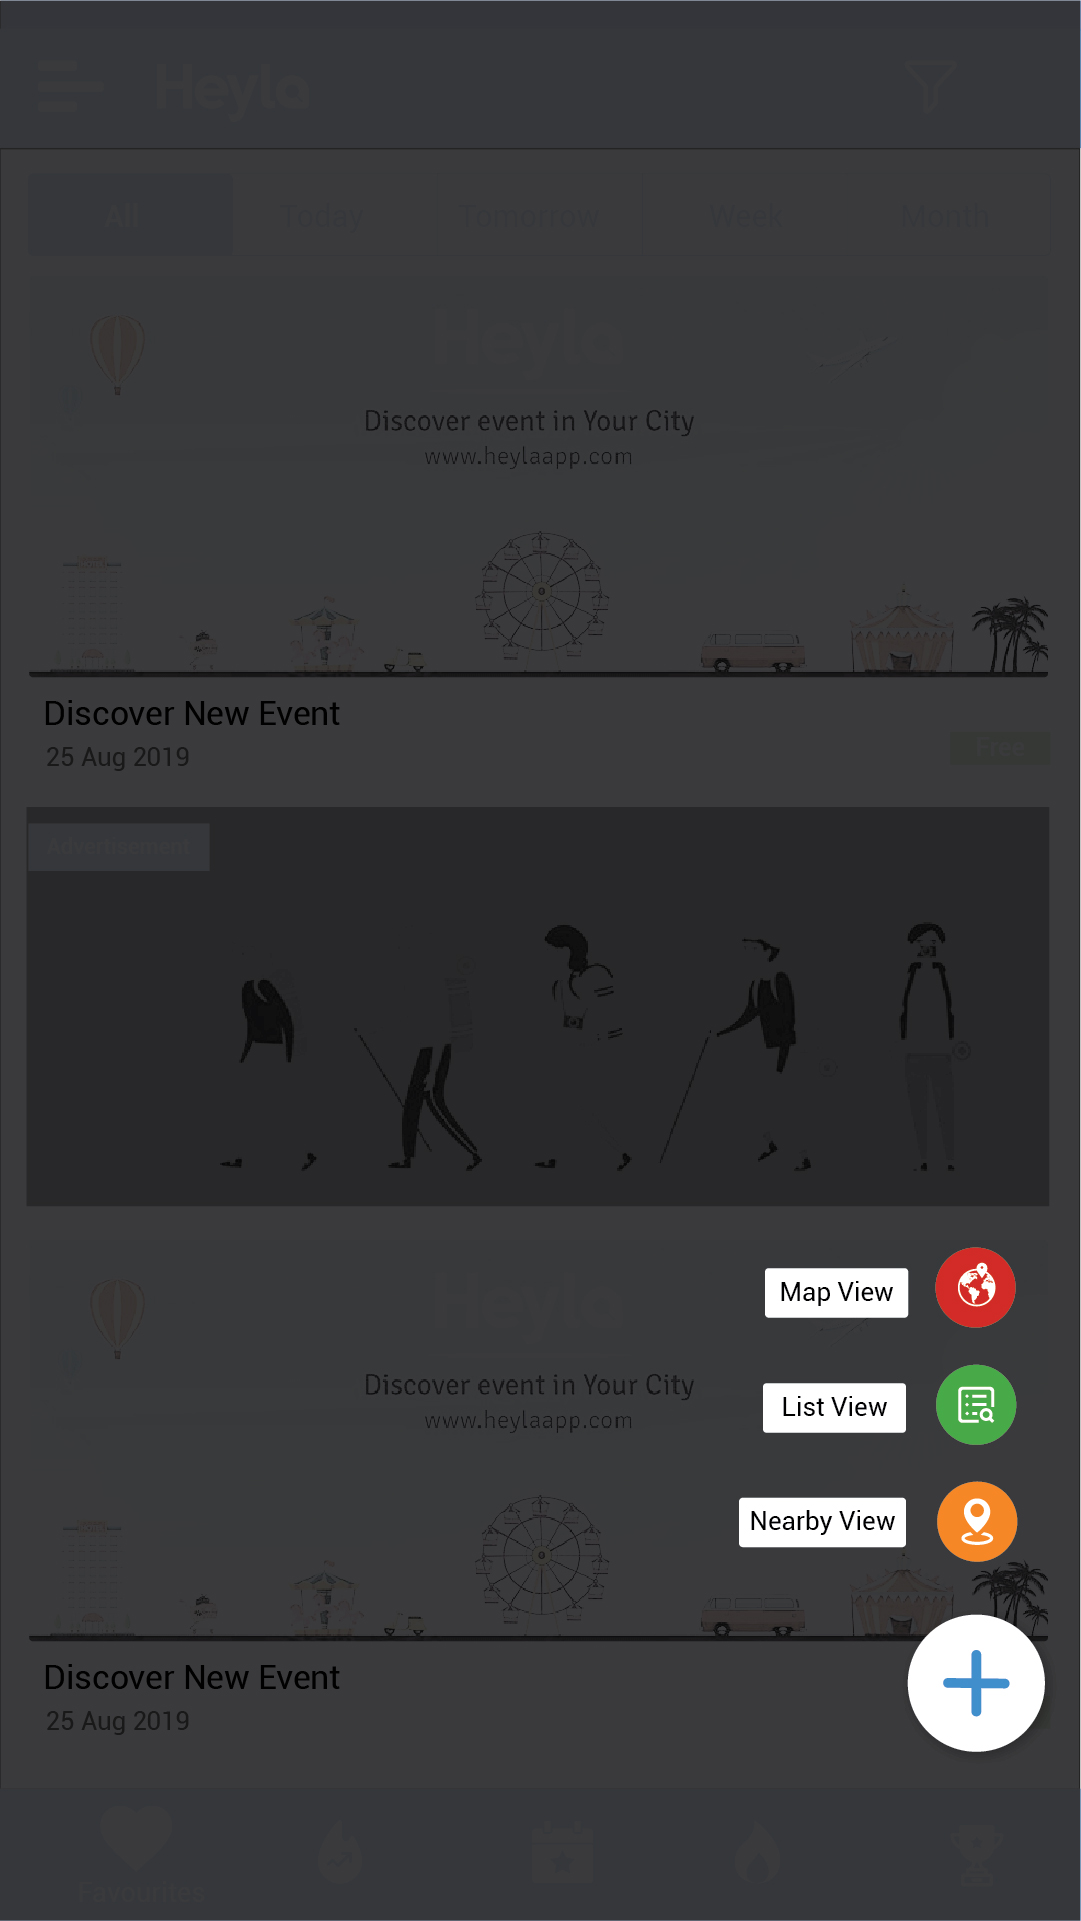 Heyla
All Today Tomorrow Week Month
Heyla
Discover event in Your City
www.heylaapp.com
Discover New Event
25 Aug 2019
Free
Advertisement
Heyla
Map View
Discover event in Your City
List View
www.heylaapp.com
Nearby View
Discover New Event
25 Aug 2019
Favourites